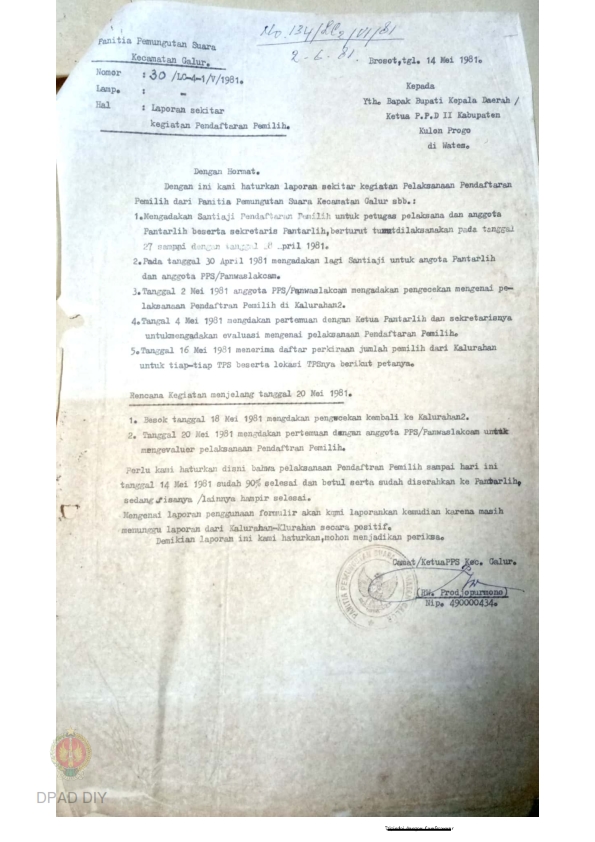 No 134/LC2/VI/81
2-6.81.
Panitia Pemungutan Suara
Kecamatan Galur.
Brosot,tgl. 14 Mei 1981.
Nomor : 30 /LC-4-1/V/1981.
Lamp. : -
Hal : Laporan sekitar
kegiatan Pendaftaran Pemilih.
Kepada
Yth. Bapak Bupati Kepala Daerah /
Ketua P.P.D II Kabupaten
Kulon Progo
di Wates.
Dengan Hormat.
Dengan ini kami haturkan laporan sekitar kegiatan Pelaksanaan Pendaftaran
Pemilih dari Panitia Pemungutan Suara Kecamatan Galur sbb.:
1.Mengadakan Santiaji Pendaftaran Pemilih untuk petugas pelaksana dan anggota
Pantarlih beserta sekretaris Pantarlih,berturut dilaksanakan pada tanggal
27 sampai dengan tanggal April 1981.
2.Pada tanggal 30 April 1981 mengadakan lagi Santiaji untuk angota Pantarlih
dan anggota PPS/Panwaslakcam.
3.Tanggal 2 Mei 1981 anggota PPS/Panwaslakcam mengadakan pengecekan mengenai pe-
laksanaan Pendaftran Pemilih di Kalurahan2.
4.Tangal 4 Mei 1981 mengdakan pertemuan dengan Ketua Pantarlih dan sekretarisnya
untukmengadakan evaluasi mengenai pelaksanaan Pendaftaran Pemilih.
5.Tanggal 16 Mei 1981 menerima daftar perkiraan jumlah pemilih dari Kalurahan
untuk tiap-tiap TPS beserta lokasi TPSnya berikut petanya.
Rencana Kegiatan menjelang tanggal 20 Mei 1981.
1. Besok tanggal 18 Mei 1981 mengdakan pengecekan kembali ke Kalurahan2.
2. Tanggal 20 Mei 1981 mengdakan pertemuan dengan anggota PPS/Panwaslakcam untuk
mengevaluer pelaksanaan Pendaftran Pemilih.
Perlu kami haturkan disni bahwa pelaksanaan Pendaftran Pemilih sampai hari ini
tanggal 14 Mei 1981 sudah 90% selesai dan betul serta sudah diserahkan ke Pantarlih,
sedang sisanya /lainnya hampir selesai.
Mengenai laporan penggunaan formulir akan kami laporankan kemudian karena masih
menunggu laporan dari Kalurahan-Klurahan secara positif.
Demikian laporan ini kami haturkan,mohon menjadikan periksa.
Camat/KetuaPPS Kec. Galur.
PANITIA PEMUNGUTAN SUARA
(RW. Prodjopurmono)
Nip. 490000434.
DPAD DIY